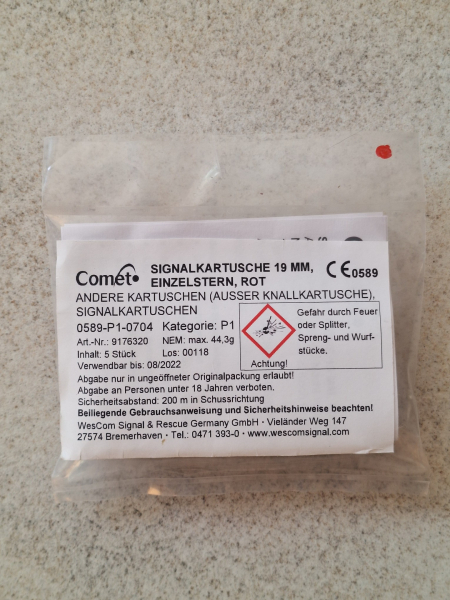 Comet
SIGNALKARTUSCHE 19 MM,
EINZELSTERN, ROT
CE0589
ANDERE KARTUSCHEN (AUSSER KNALLKARTUSCHE),
SIGNALKARTUSCHEN
0589-P1-0704 Kategorie: P1
Art.-Nr.: 9176320 NEM: max. 44,3g
Inhalt: 5 Stück Los: 00118
Verwendbar bis: 08/2022
Achtung!
Gefahr durch Feuer
oder Splitter,
Spreng- und Wurf-
stücke.
Abgabe nur in ungeöffneter Originalpackung erlaubt!
Abgabe an Personen unter 18 Jahren verboten.
Sicherheitsabstand: 200 m in Schussrichtung
Beiliegende Gebrauchsanweisung und Sicherheitshinweise beachten!
WesCom Signal & Rescue Germany GmbH · Vieländer Weg 147
27574 Bremerhaven · Tel.: 0471 393-0 · www.wescomsignal.com